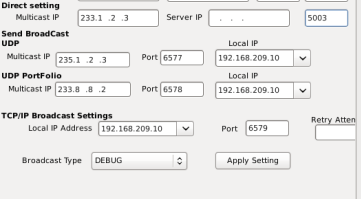 Direct setting
Multicast IP 233.1 .2 .3 Server IP . . . 5003
Send BroadCast
UDP
Local IP
Multicast IP 235.1 .2 .3 Port 6577 192.168.209.10
UDP PortFolio
Local IP
Multicast IP 233.8 .8 .2 Port 6578 192.168.209.10
TCP/IP Broadcast Settings
Retry Atten
Local IP Address 192.168.209.10 Port 6579
Broadcast Type DEBUG Apply Setting